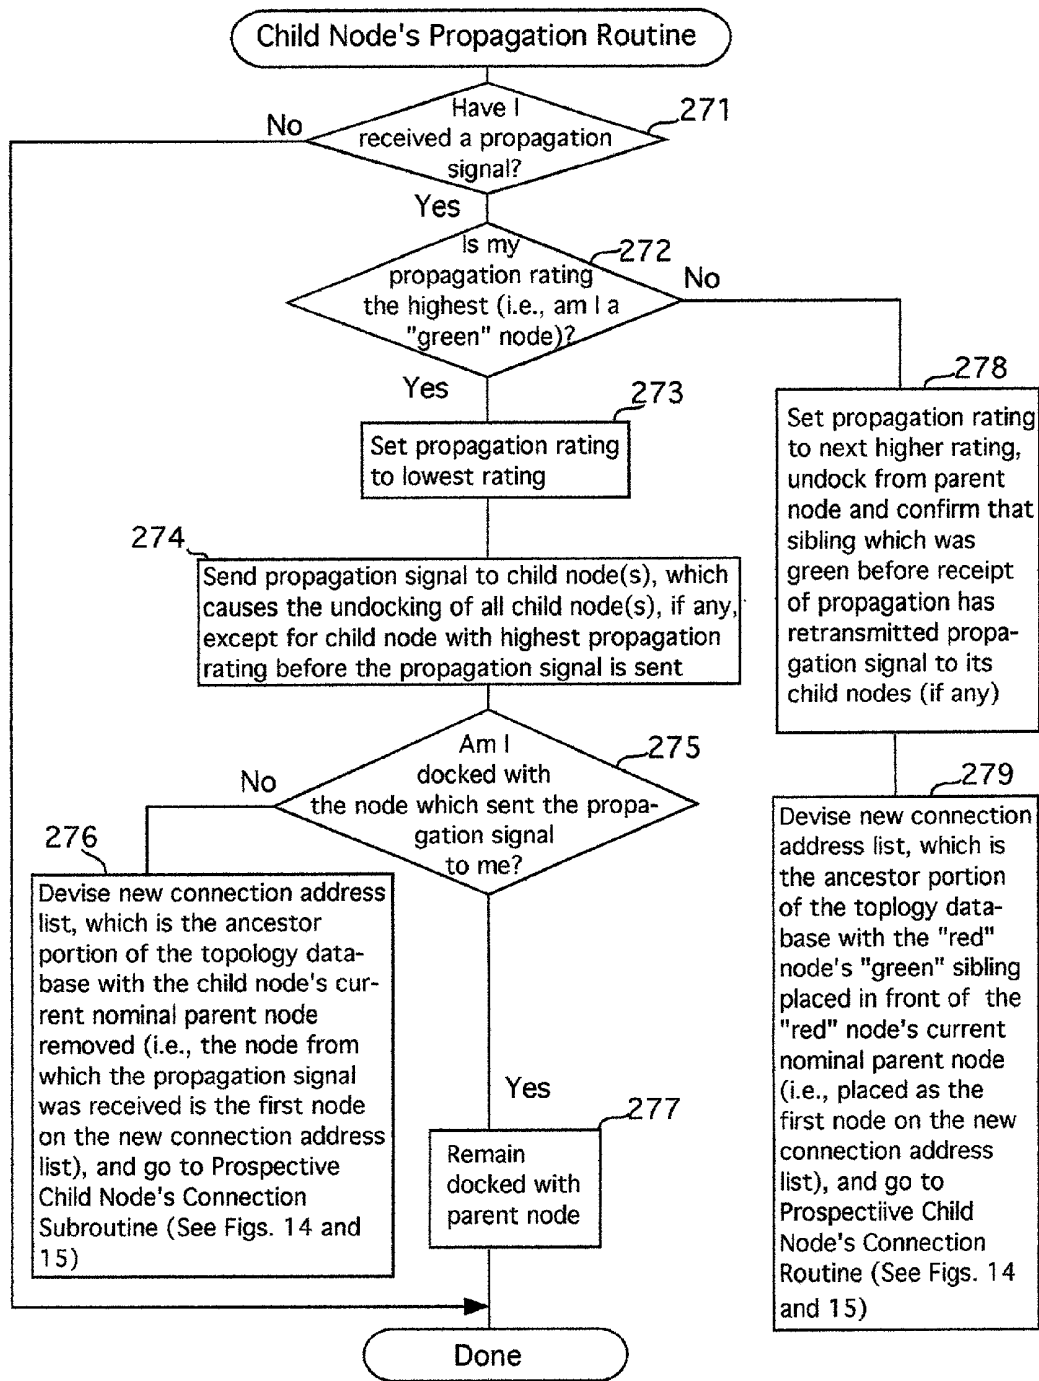 Child Node's Propagation Routine
271
Have I
received a propagation
signal?
No
Yes
272
Is my
propagation rating
the highest (i.e., am I a
"green" node)?
No
Yes
273
Set propagation rating
to lowest rating
278
Set propagation rating
to next higher rating,
undock from parent
node and confirm that
sibling which was
green before receipt
of propagation has
retransmitted propa-
gation signal to its
child nodes (if any)
274
Send propagation signal to child node(s), which
causes the undocking of all child node(s), if any,
except for child node with highest propagation
rating before the propagation signal is sent
275
Am I
docked with
the node which sent the propa-
gation signal
to me?
No
276
Devise new connection address
list, which is the ancestor
portion of the topology data-
base with the child node's cur-
rent nominal parent node
removed (i.e., the node from
which the propagation signal
was received is the first node
on the new connection address
list), and go to Prospective
Child Node's Connection
Subroutine (See Figs. 14 and
15)
Yes
277
Remain
docked with
parent node
279
Devise new connection
address list, which is
the ancestor portion
of the toplogy data-
base with the "red"
node's "green" sibling
placed in front of the
"red" node's current
nominal parent node
(i.e., placed as the
first node on the new
connection address
list), and go to
Prospectiive Child
Node's Connection
Routine (See Figs. 14
and 15)
Done